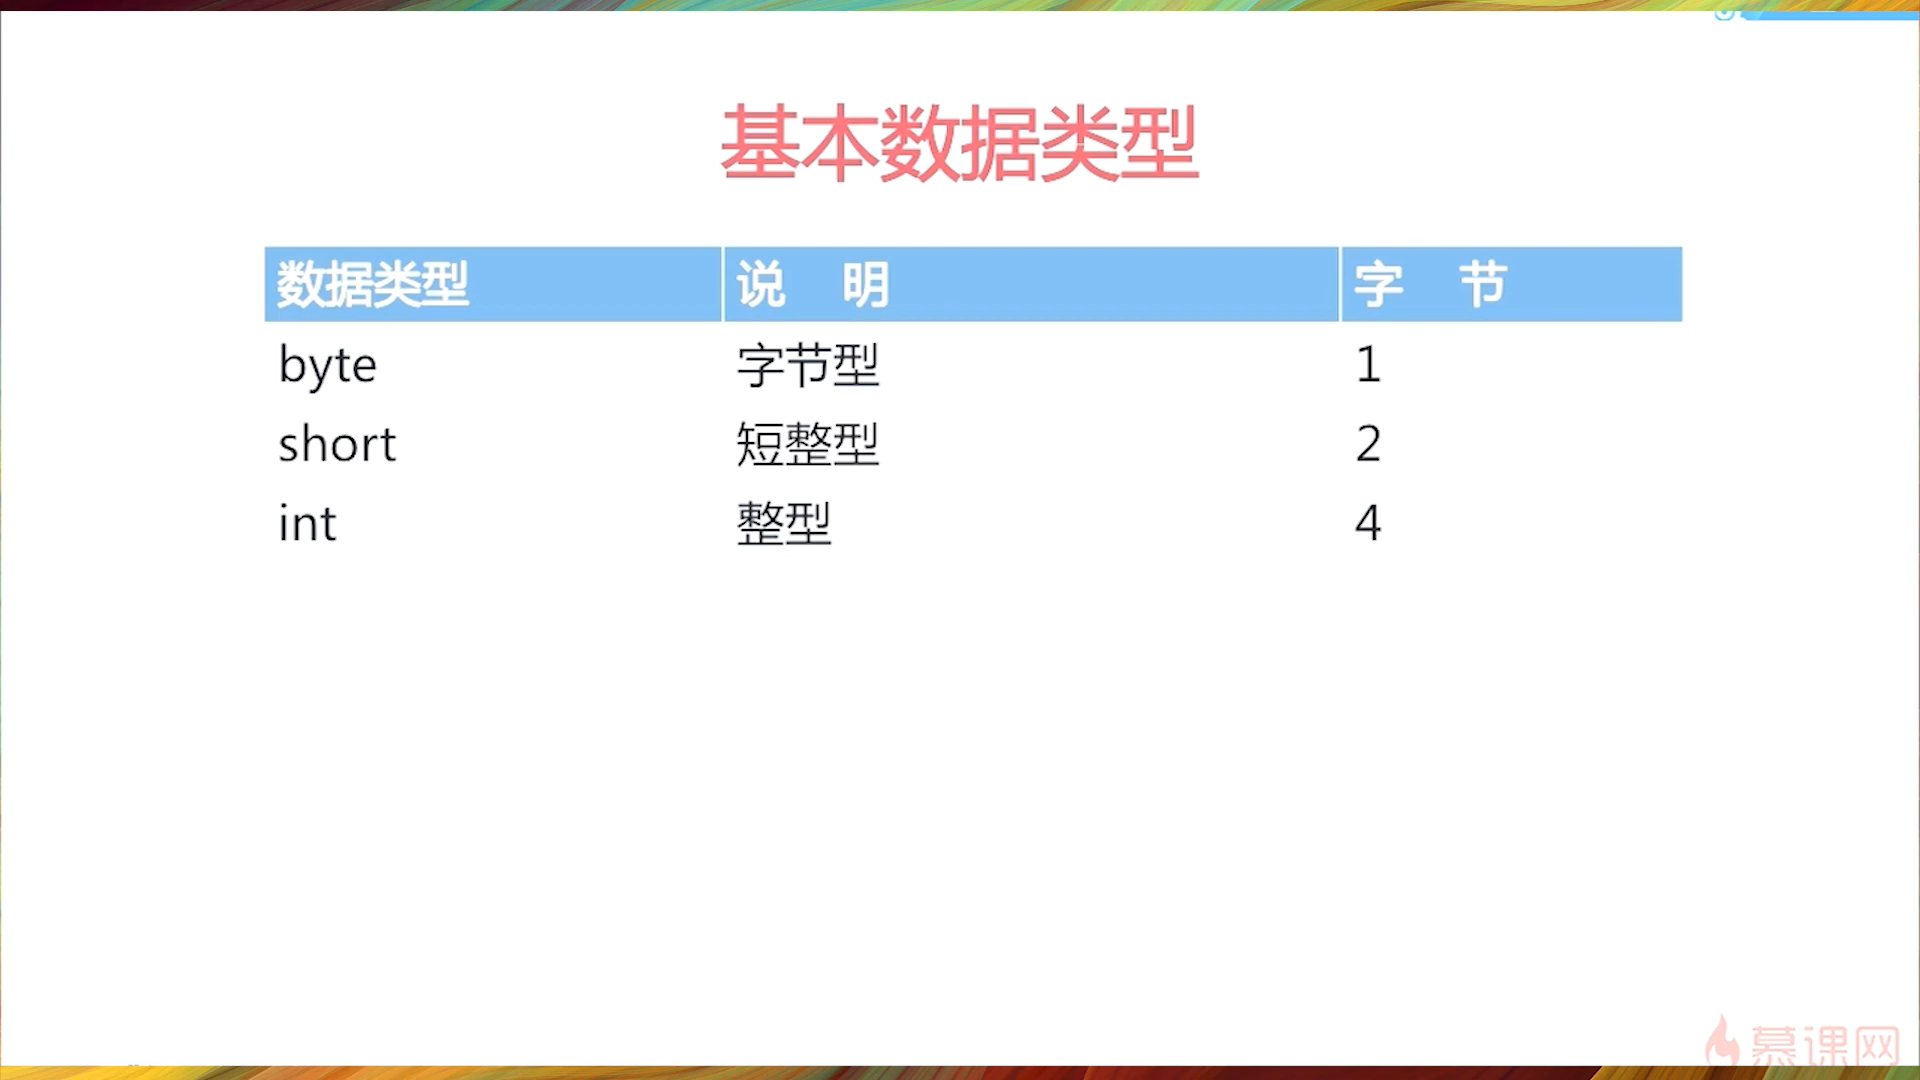 基本数据类型
数据类型 说 明 字 节
byte 字节型 1
short 短整型 2
int 整型 4
慕课网